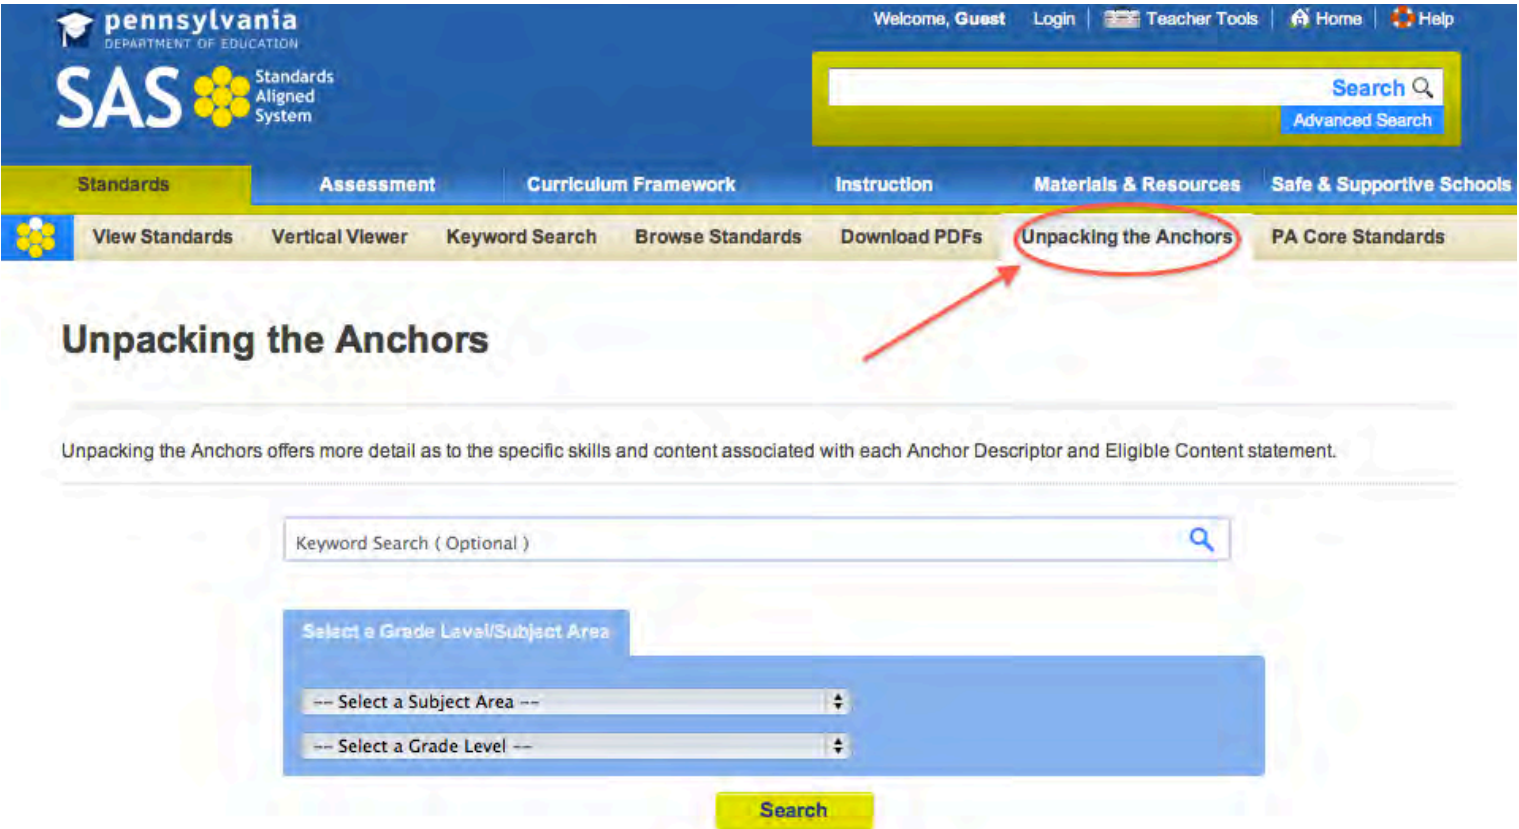 pennsylvania
DEPARTMENT OF EDUCATION
Welcome, Guest Login Teacher Tools Home Help
SAS Standards Aligned System
Search
Advanced Search
Standards Assessment Curriculum Framework Instruction Materials & Resources Safe & Supportive Schools
View Standards Vertical Viewer Keyword Search Browse Standards Download PDFs Unpacking the Anchors PA Core Standards
Unpacking the Anchors
Unpacking the Anchors offers more detail as to the specific skills and content associated with each Anchor Descriptor and Eligible Content statement.
Keyword Search ( Optional )
Select a Grade Level/Subject Area
-- Select a Subject Area --
-- Select a Grade Level --
Search